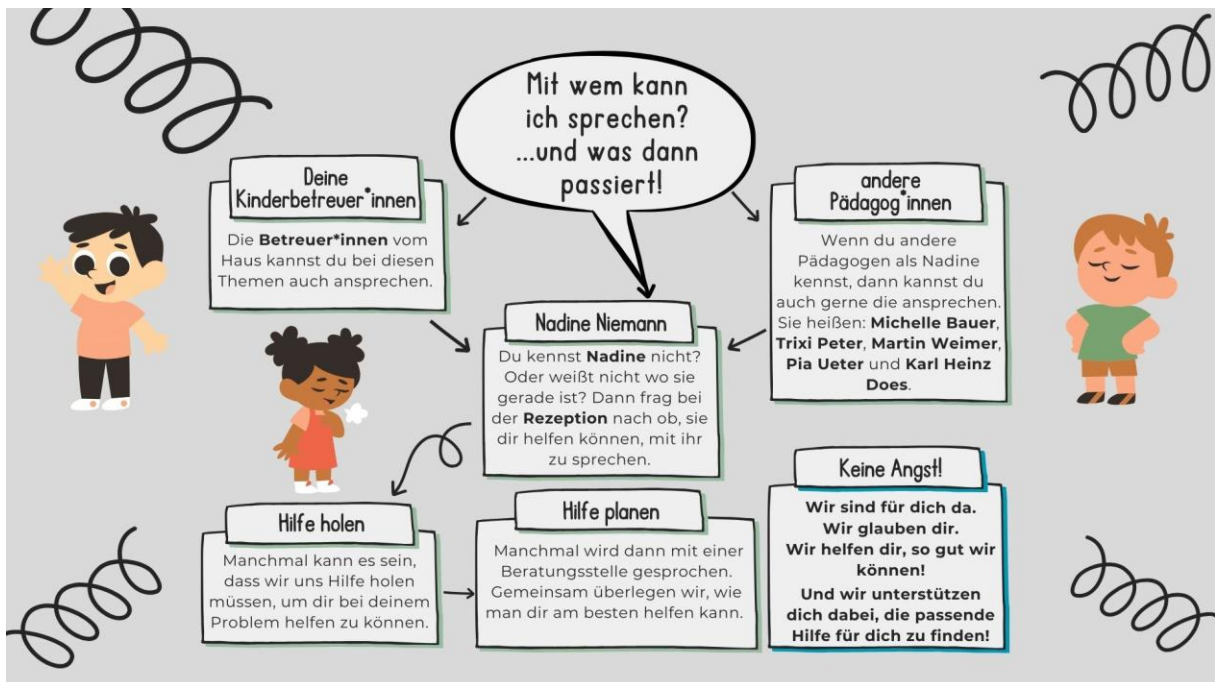 Mit wem kann
ich sprechen?
...und was dann
passiert!
Deine
Kinderbetreuer*innen
Die Betreuer*innen vom
Haus kannst du bei diesen
Themen auch ansprechen.
andere
Pädagog*innen
Wenn du andere
Pädagogen als Nadine
kennst, dann kannst du
auch gerne die ansprechen.
Sie heißen: Michelle Bauer,
Trixi Peter, Martin Weimer,
Pia Ueter und Karl Heinz
Does.
Nadine Niemann
Du kennst Nadine nicht?
Oder weißt nicht wo sie
gerade ist? Dann frag bei
der Rezeption nach ob, sie
dir helfen können, mit ihr
zu sprechen.
Hilfe holen
Manchmal kann es sein,
dass wir uns Hilfe holen
müssen, um dir bei deinem
Problem helfen zu können.
Hilfe planen
Manchmal wird dann mit einer
Beratungsstelle gesprochen.
Gemeinsam überlegen wir, wie
man dir am besten helfen kann.
Keine Angst!
Wir sind für dich da.
Wir glauben dir.
Wir helfen dir, so gut wir
können!
Und wir unterstützen
dich dabei, die passende
Hilfe für dich zu finden!